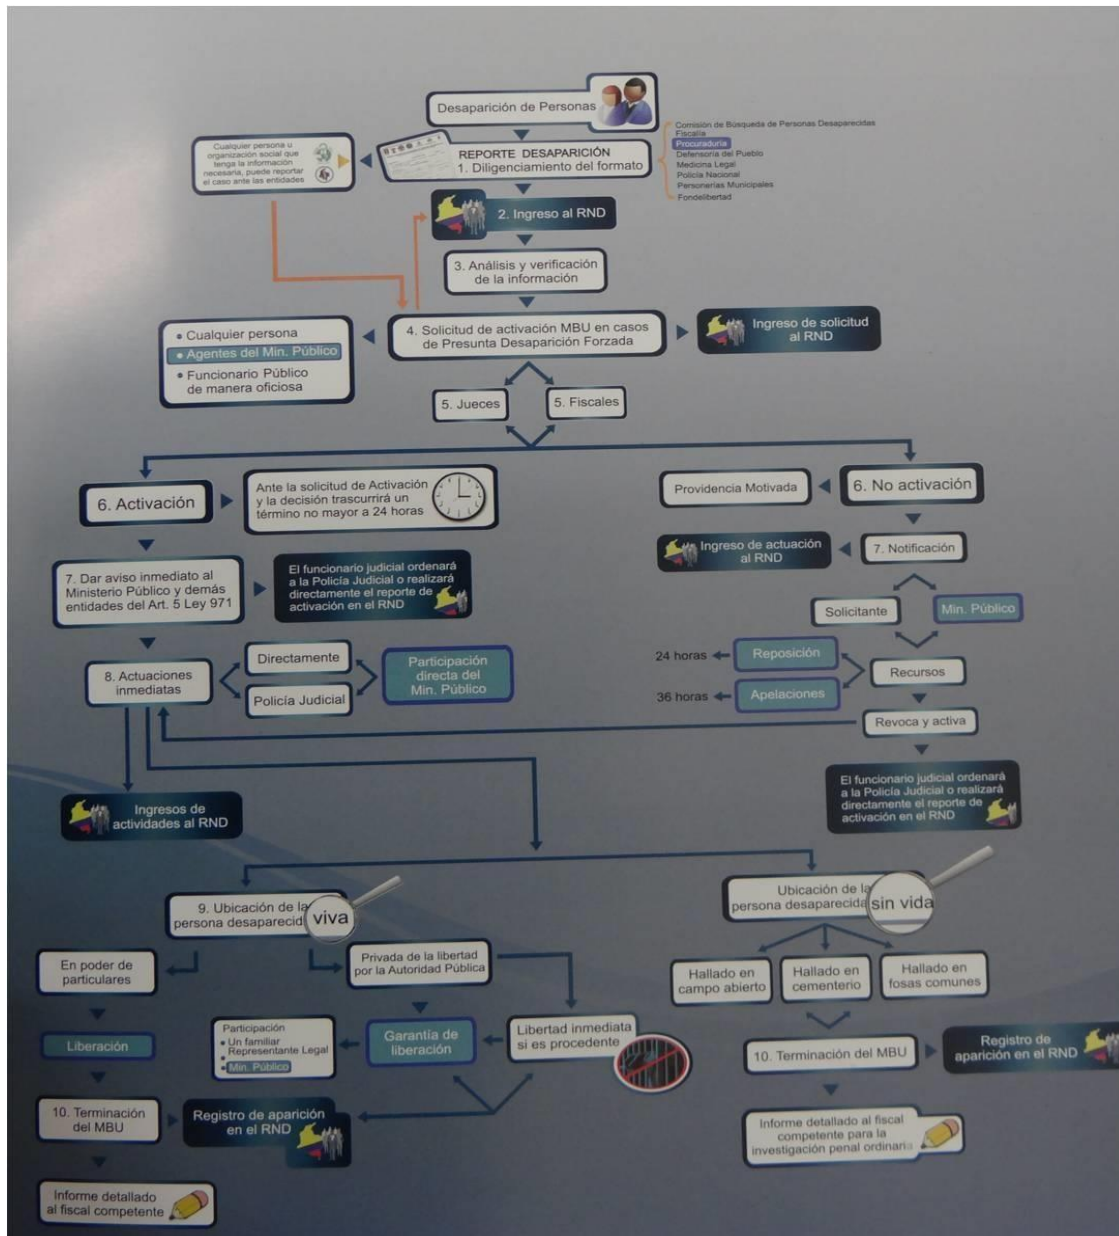 Desaparición de Personas
Comisión de Búsqueda de Personas Desaparecidas
Fiscalía
Procuraduría
Defensoría del Pueblo
Medicina Legal
Policía Nacional
Personerías Municipales
Fondelibertad
Cualquier persona u
organización social que
tenga la información
necesaria, puede reportar
el caso ante las entidades
REPORTE DESAPARICIÓN
1. Diligenciamiento del formato
2. Ingreso al RND
3. Análisis y verificación
de la información
Cualquier persona
Agentes del Min. Público
Funcionario Público
de manera oficiosa
4. Solicitud de activación MBU en casos
de Presunta Desaparición Forzada
Ingreso de solicitud
al RND
5. Jueces
5. Fiscales
6. Activación
Ante la solicitud de Activación
y la decisión trascurrirá un
término no mayor a 24 horas
Providencia Motivada
6. No activación
7. Dar aviso inmediato al
Ministerio Público y demás
entidades del Art. 5 Ley 971
El funcionario judicial ordenará
a la Policía Judicial o realizará
directamente el reporte de
activación en el RND
Ingreso de actuación
al RND
7. Notificación
Solicitante
Min. Público
8. Actuaciones
inmediatas
Directamente
Policía Judicial
Participación
directa del
Min. Público
24 horas
Reposición
36 horas
Apelaciones
Recursos
Revoca y activa
El funcionario judicial ordenará
a la Policía Judicial o realizará
directamente el reporte de
activación en el RND
Ingresos de
actividades al RND
9. Ubicación de la
persona desaparecid
viva
Ubicación de la
persona desaparecida
sin vida
En poder de
particulares
Privada de la libertad
por la Autoridad Pública
Hallado en
campo abierto
Hallado en
cementerio
Hallado en
fosas comunes
Liberación
Participación
Un familiar
Representante Legal
Min. Público
Garantía de
liberación
Libertad inmediata
si es procedente
10. Terminación del MBU
Registro de
aparición en el RND
10. Terminación
del MBU
Registro de aparición
en el RND
Informe detallado al fiscal
competente para la
investigación penal ordinaria
Informe detallado
al fiscal competente